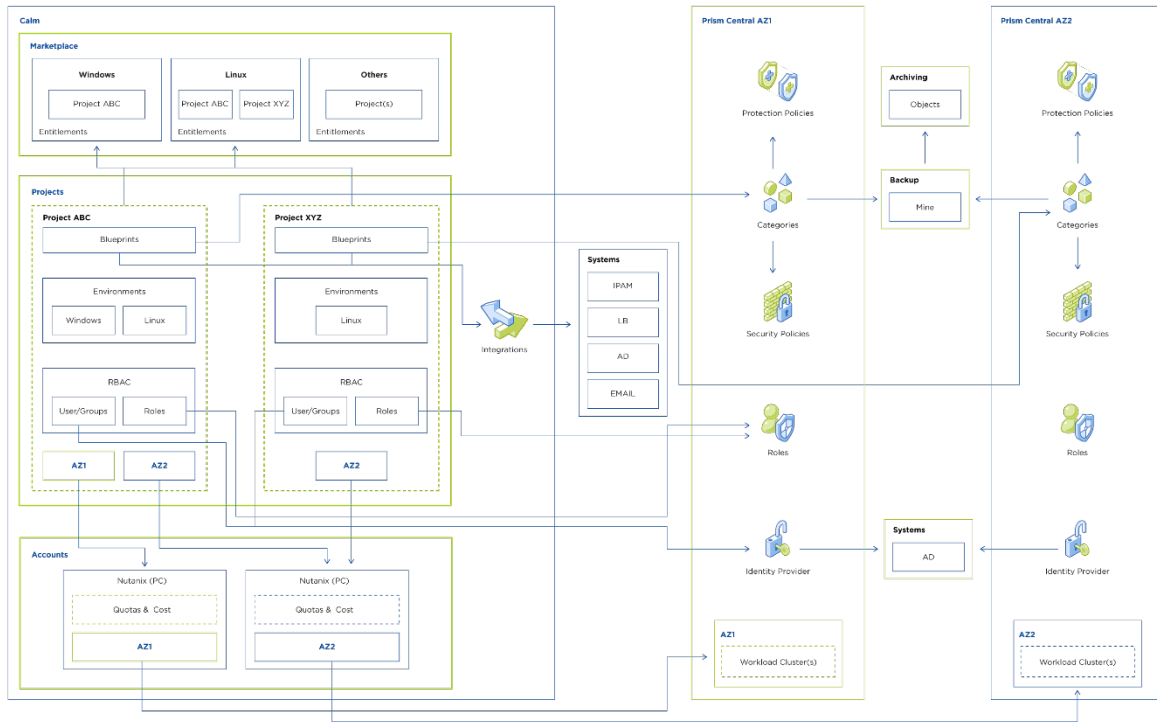 Calm
Marketplace
Windows
Project ABC
Entitlements
Linux
Project ABC
Project XYZ
Entitlements
Others
Project(s)
Entitlements
Projects
Project ABC
Blueprints
Environments
Windows
Linux
RBAC
User/Groups
Roles
AZ1
AZ2
Project XYZ
Blueprints
Environments
Linux
RBAC
User/Groups
Roles
AZ2
Accounts
Nutanix (PC)
Quotas & Cost
AZ1
Nutanix (PC)
Quotas & Cost
AZ2
Integrations
Systems
IPAM
LB
AD
EMAIL
Prism Central AZ1
Protection Policies
Categories
Security Policies
Roles
Identity Provider
AZ1
Workload Cluster(s)
Archiving
Objects
Backup
Mine
Systems
AD
Prism Central AZ2
Protection Policies
Categories
Security Policies
Roles
Identity Provider
AZ2
Workload Cluster(s)